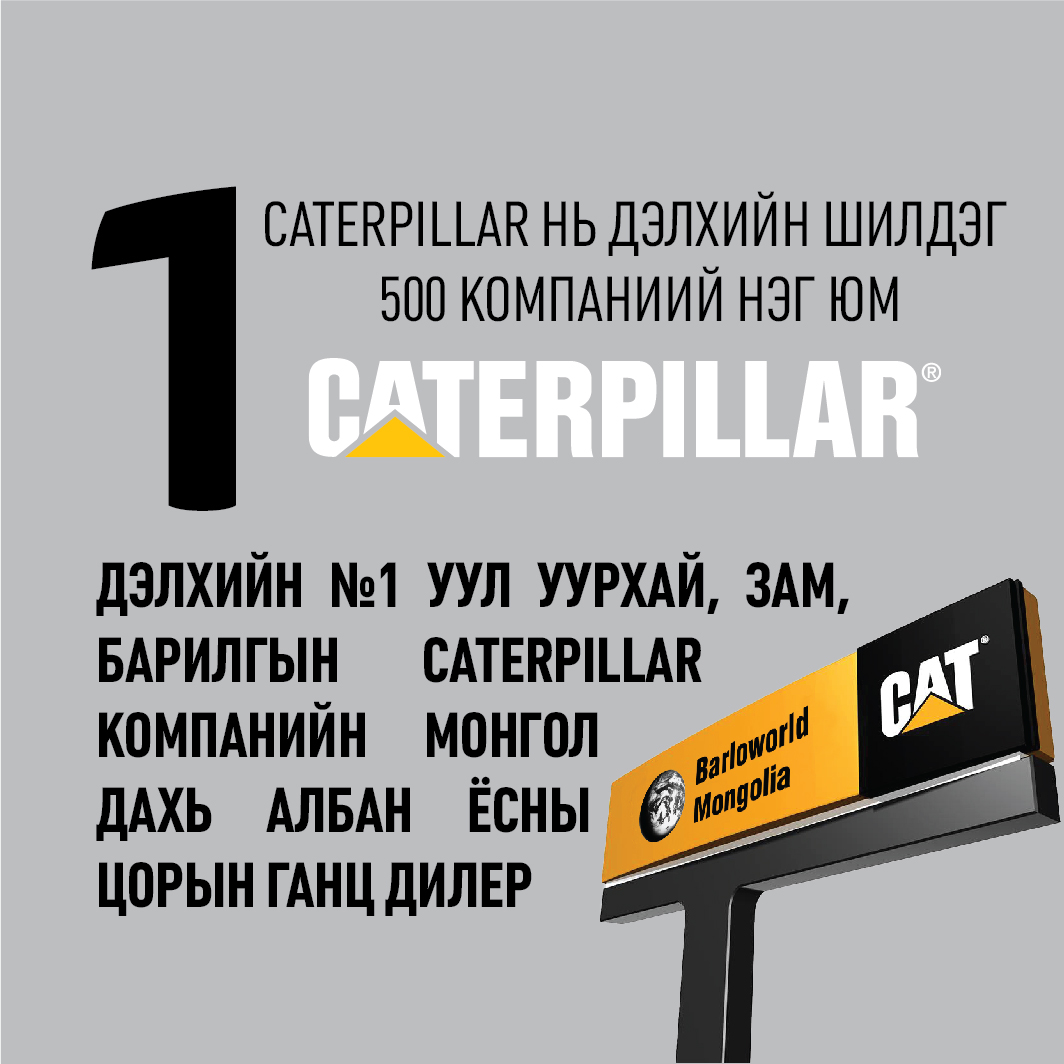 1
CATERPILLAR НЬ ДЭЛХИЙН ШИЛДЭГ
500 КОМПАНИИЙ НЭГ ЮМ
CATERPILLAR®
ДЭЛХИЙН №1 УУЛ УУРХАЙ, ЗАМ,
БАРИЛГЫН CATERPILLAR
КОМПАНИЙН МОНГОЛ
ДАХЬ АЛБАН ЁСНЫ
ЦОРЫН ГАНЦ ДИЛЕР
Barloworld
Mongolia
CAT®